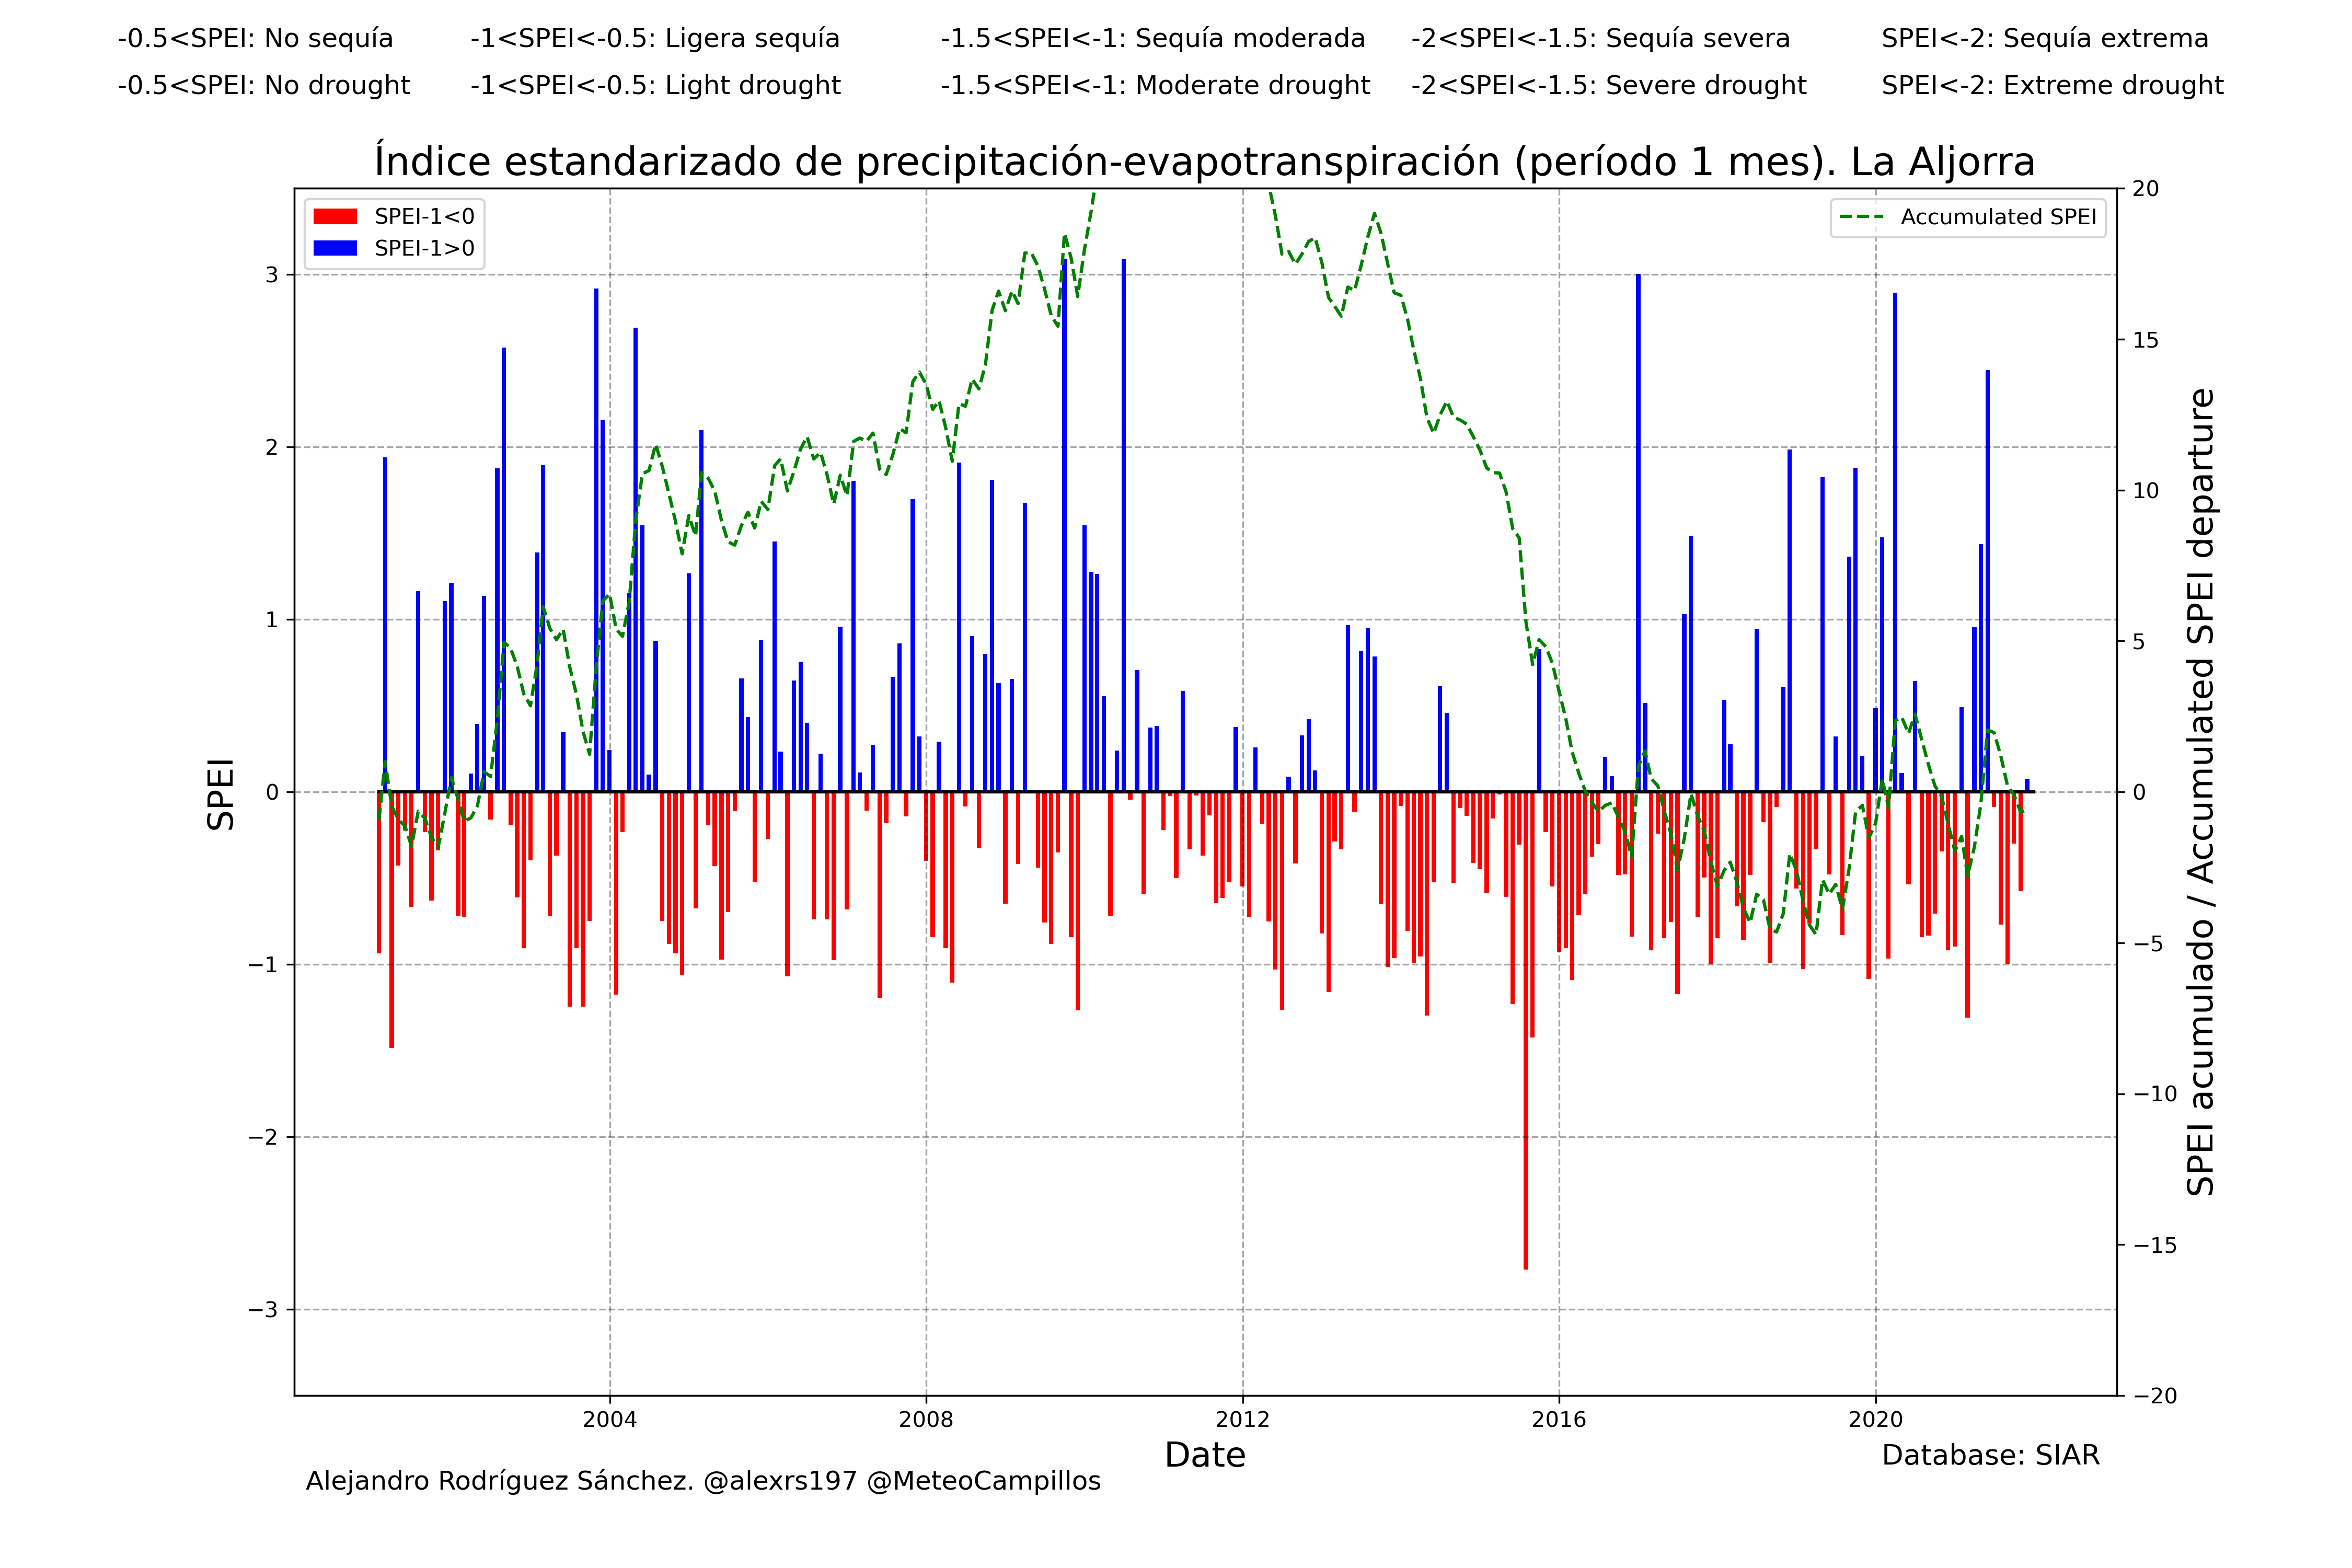 -0.5<SPEI: No sequía -1<SPEI<-0.5: Ligera sequía -1.5<SPEI<-1: Sequía moderada -2<SPEI<-1.5: Sequía severa SPEI<-2: Sequía extrema
-0.5<SPEI: No drought -1<SPEI<-0.5: Light drought -1.5<SPEI<-1: Moderate drought -2<SPEI<-1.5: Severe drought SPEI<-2: Extreme drought
Índice estandarizado de precipitación-evapotranspiración (período 1 mes). La Aljorra
SPEI-1<0
SPEI-1>0
Accumulated SPEI
SPEI
3
2
1
0
−1
−2
−3
20
15
10
5
0
−5
−10
−15
−20
SPEI acumulado / Accumulated SPEI departure
2004 2008 2012 2016 2020
Date
Database: SIAR
Alejandro Rodríguez Sánchez. @alexrs197 @MeteoCampillos